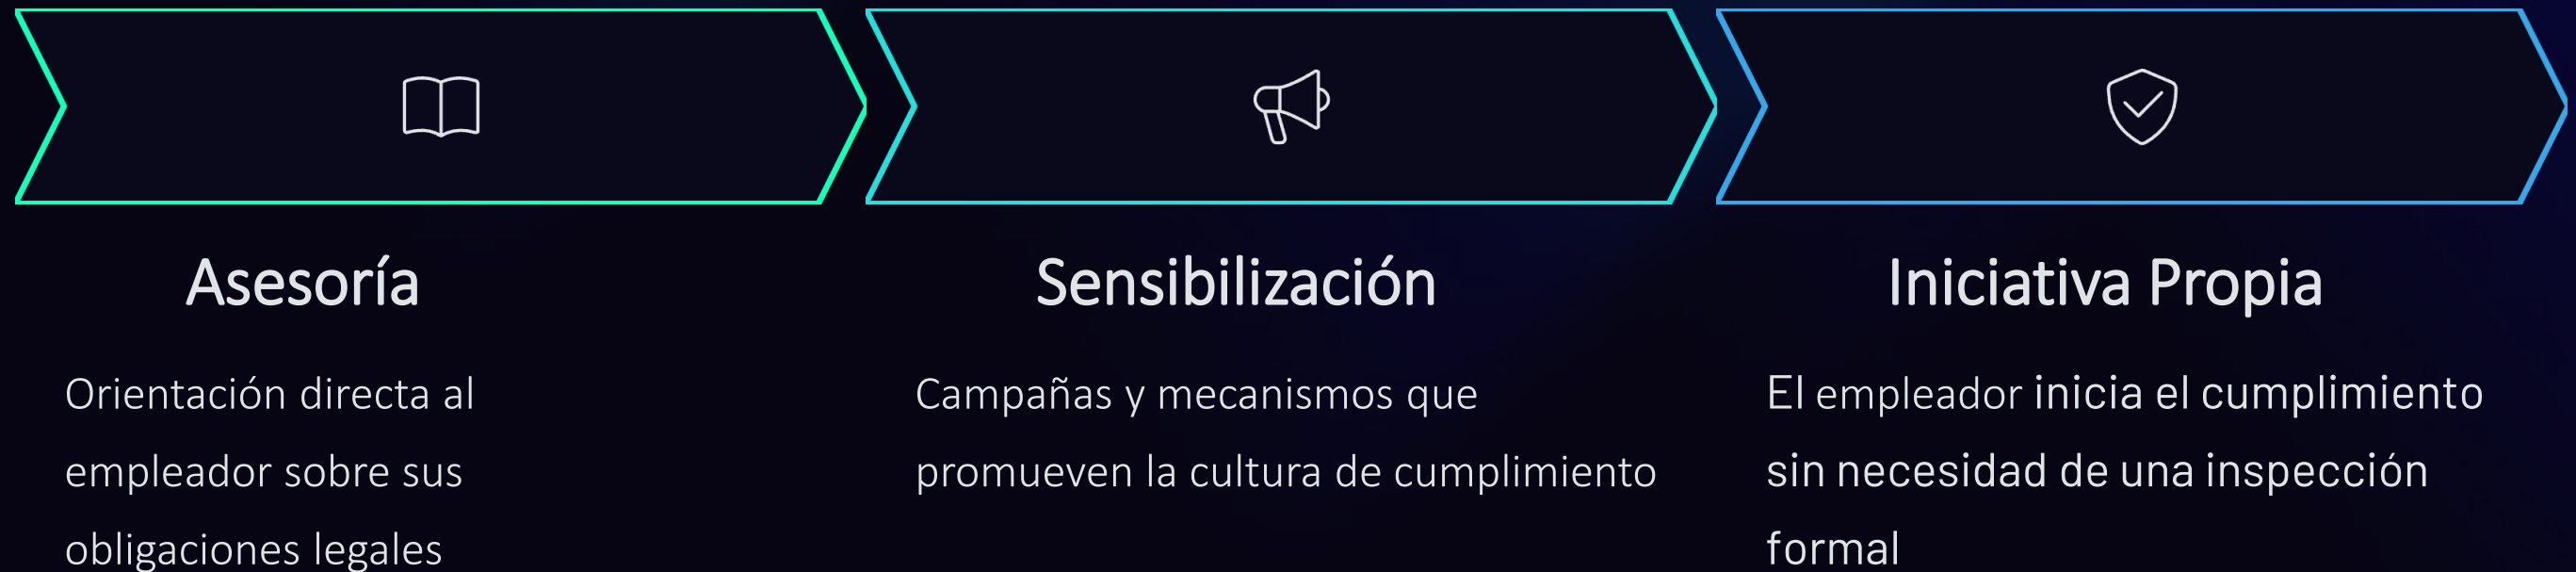 Asesoría
Orientación directa al
empleador sobre sus
obligaciones legales
Sensibilización
Campañas y mecanismos que
promueven la cultura de cumplimiento
Iniciativa Propia
El empleador inicia el cumplimiento
sin necesidad de una inspección
formal